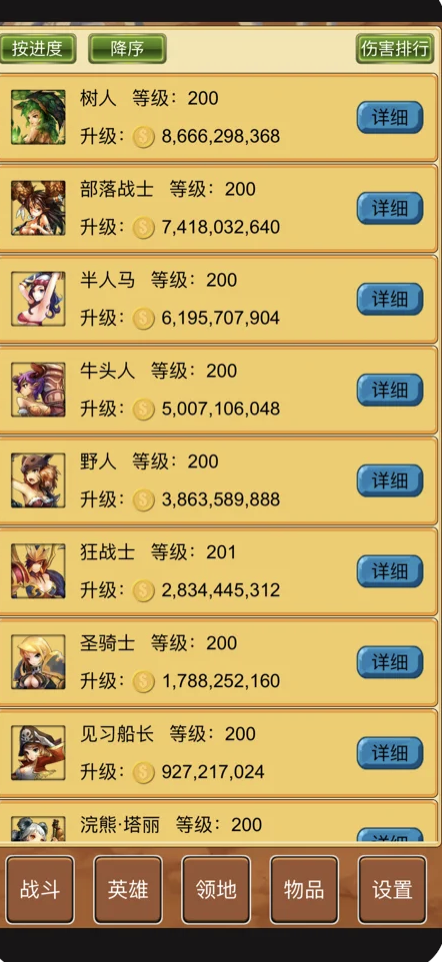 按进度 降序 伤害排行
树人 等级：200
升级： 8,666,298,368
详细
部落战士 等级：200
升级： 7,418,032,640
详细
半人马 等级：200
升级： 6,195,707,904
详细
牛头人 等级：200
升级： 5,007,106,048
详细
野人 等级：200
升级： 3,863,589,888
详细
狂战士 等级：201
升级： 2,834,445,312
详细
圣骑士 等级：200
升级： 1,788,252,160
详细
见习船长 等级：200
升级： 927,217,024
详细
浣熊·塔丽 等级：200
详细
战斗 英雄 领地 物品 设置